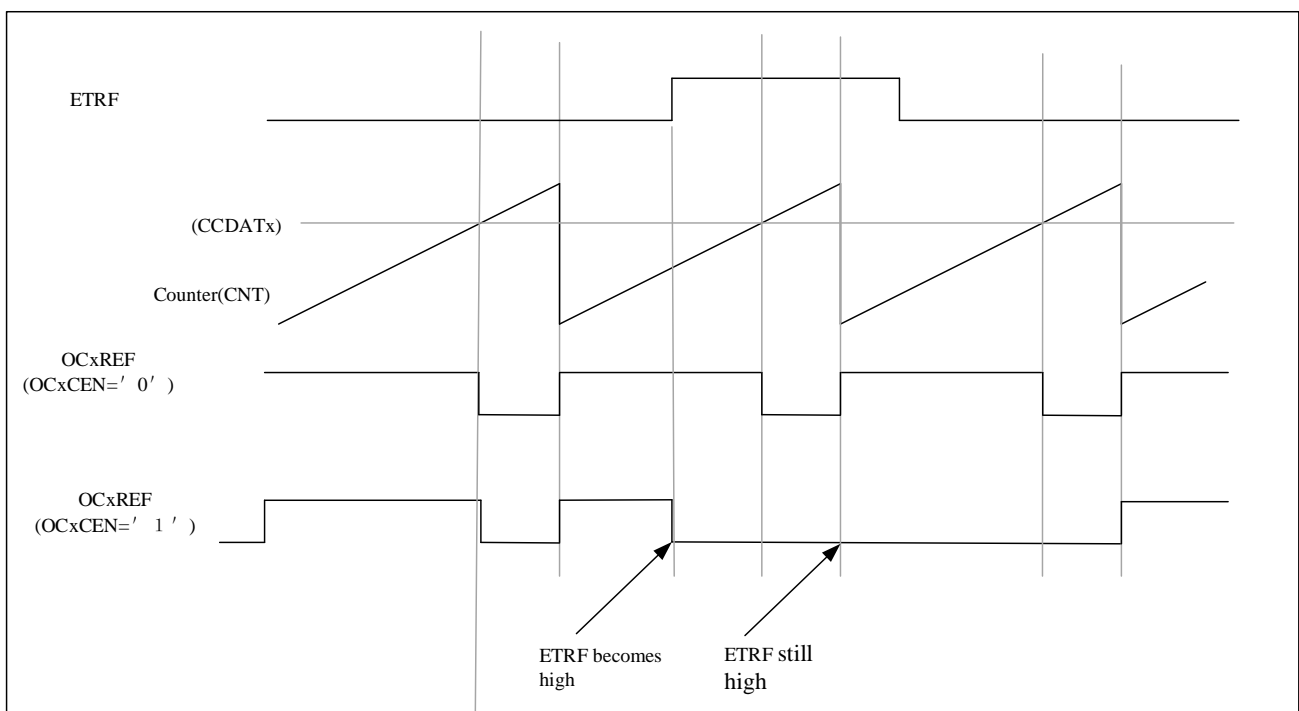 ETRF
(CCDATx)
Counter(CNT)
OCxREF
(OCxCEN=′ 0′ )
OCxREF
(OCxCEN=′ 1 ′ )
ETRF becomes
high
ETRF still
high